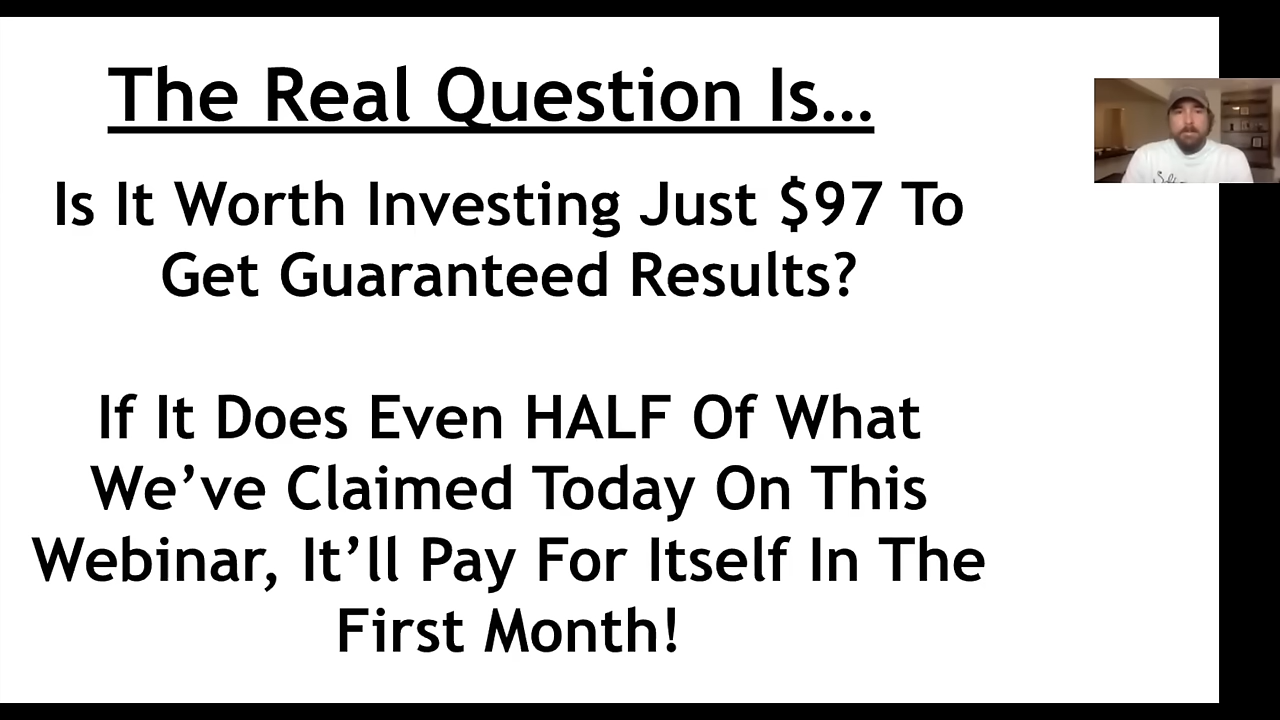 The Real Question Is...
Is It Worth Investing Just $97 To
Get Guaranteed Results?
If It Does Even HALF Of What
We've Claimed Today On This
Webinar, It'll Pay For Itself In The
First Month!